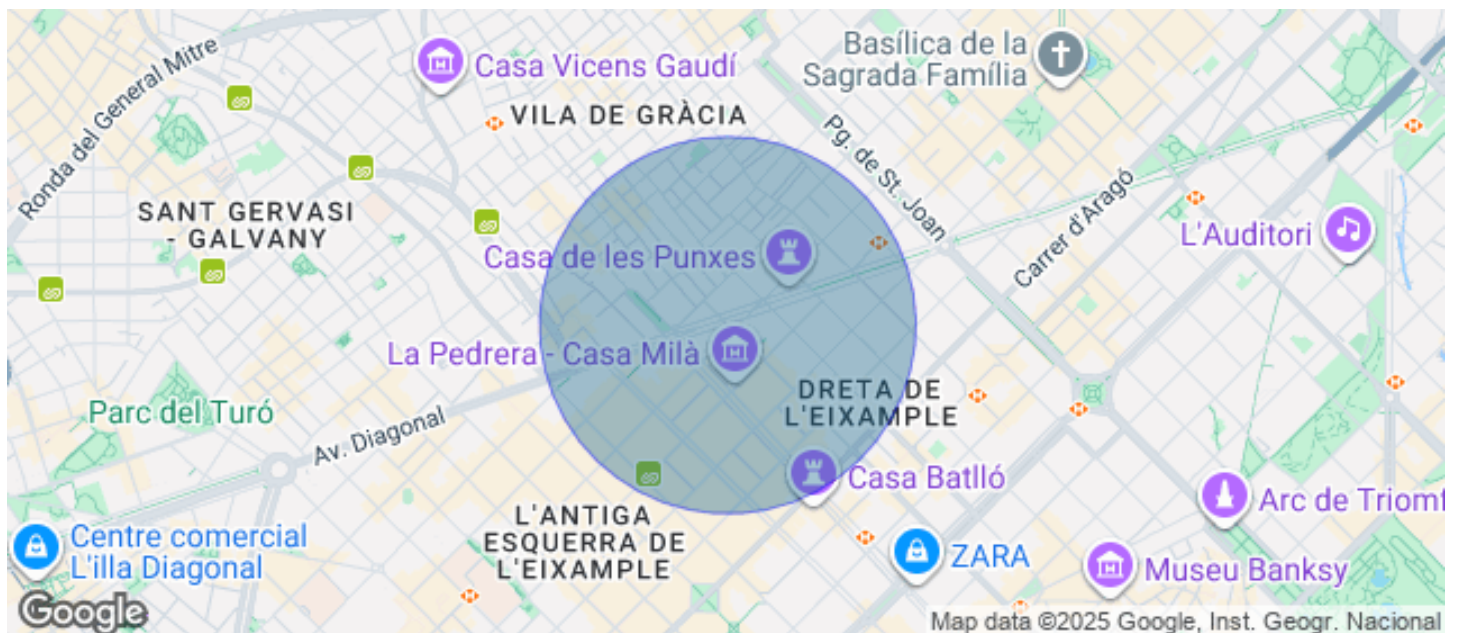 Ronda del General Mitre
Casa Vicens Gaudí
VILA DE GRÀCIA
Basílica de la
Sagrada Família
Pg. de St. Joan
Carrer d'Aragó
L'Auditori
SANT GERVASI
- GALVANY
Casa de les Punxes
La Pedrera - Casa Milà
DRETA DE
L'EIXAMPLE
Parc del Turó
Av. Diagonal
Casa Batlló
Arc de Triomf
L'ANTIGA
ESQUERRA DE
L'EIXAMPLE
Centre comercial
L'illa Diagonal
ZARA
Museu Banksy
Google
Map data ©2025 Google, Inst. Geogr. Nacional